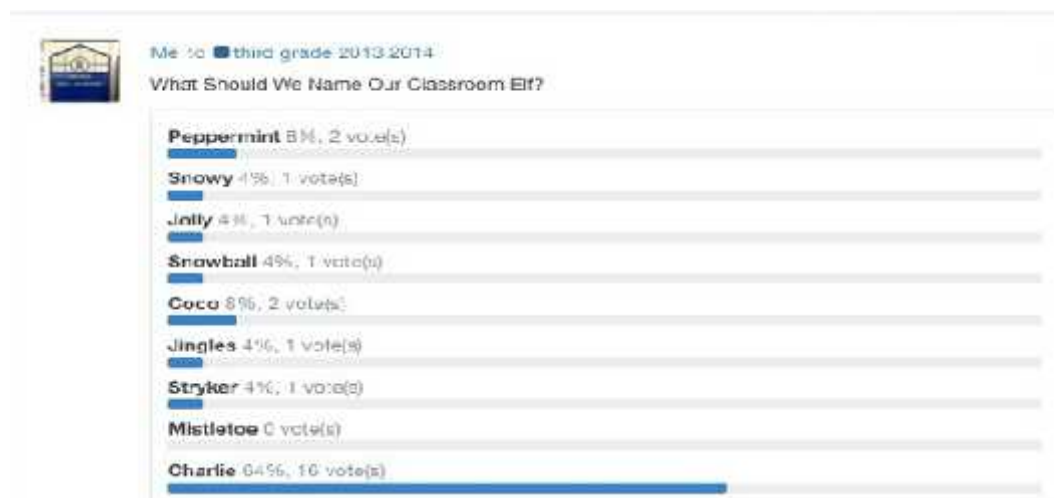 Me to third grade 2013 2014
What Should We Name Our Classroom Elf?
Peppermint 8%, 2 vote(s)
Snowy 4%, 1 vote(s)
Jolly 4%, 1 vote(s)
Snowball 4%, 1 vote(s)
Coco 8%, 2 vote(s)
Jingles 4%, 1 vote(s)
Stryker 4%, 1 vote(s)
Mistletoe 0 vote(s)
Charlie 64%, 16 vote(s)